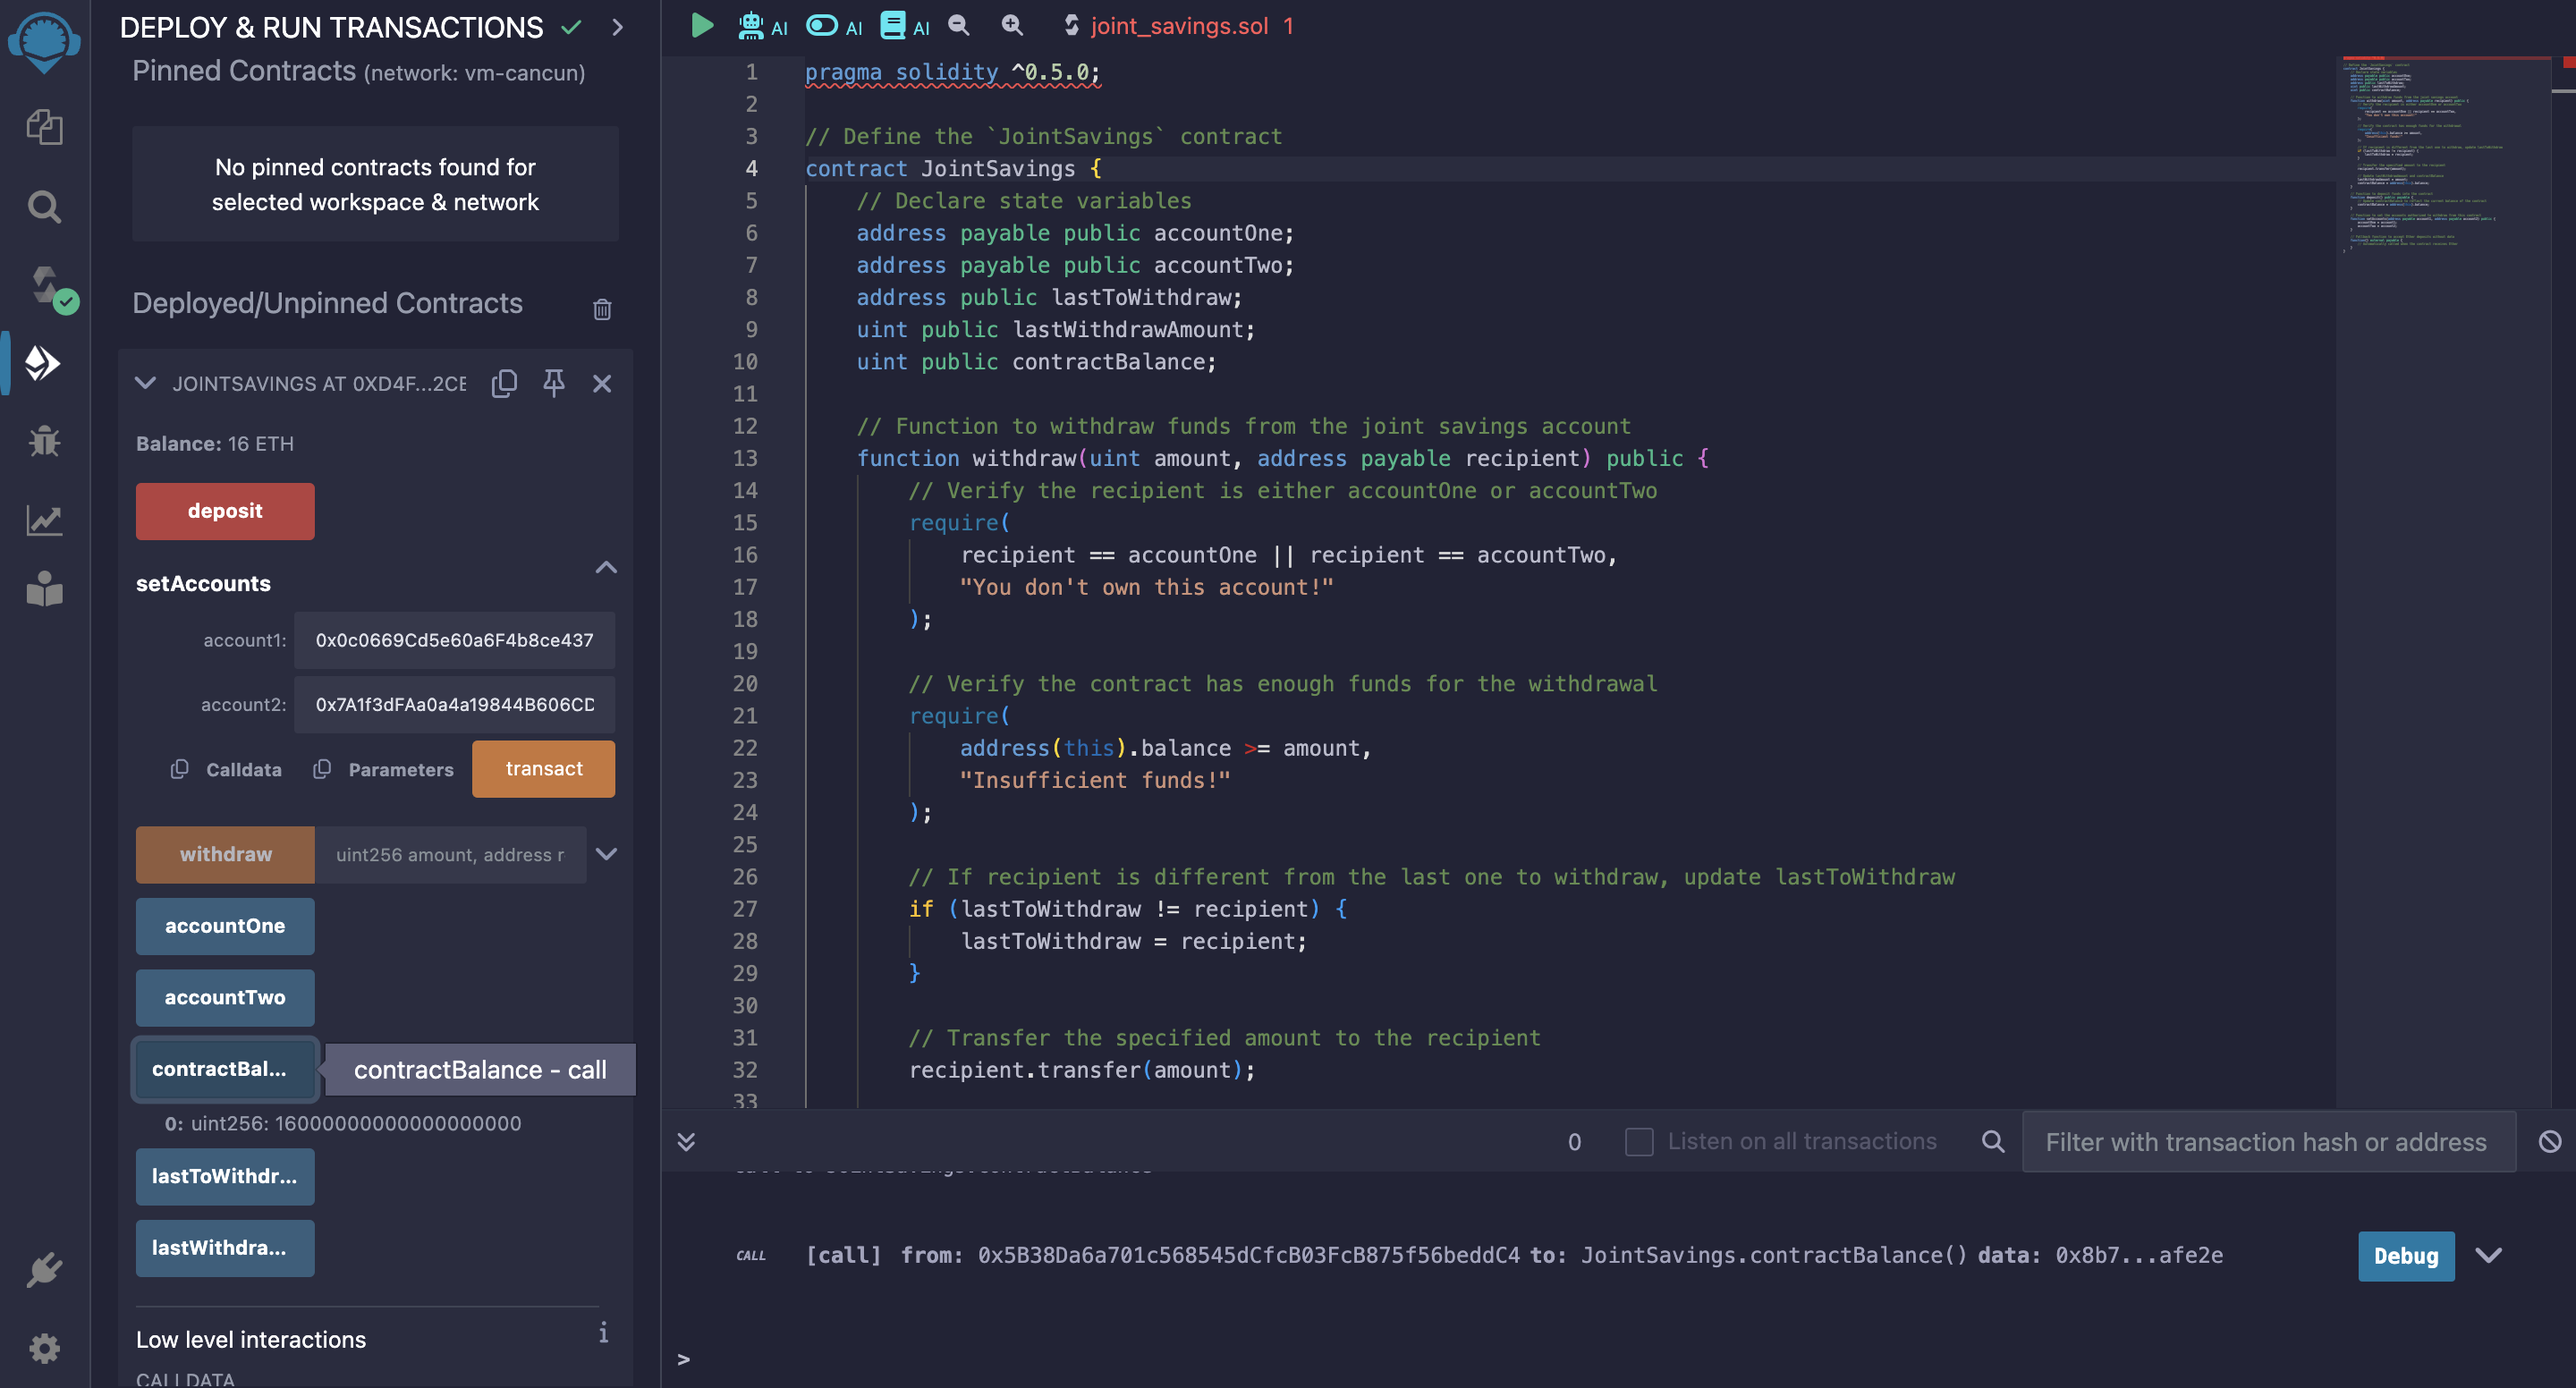 DEPLOY & RUN TRANSACTIONS
Pinned Contracts (network: vm-cancun)
No pinned contracts found for
selected workspace & network
Deployed/Unpinned Contracts
JOINTSAVINGS AT 0XD4F...2CE
Balance: 16 ETH
deposit
setAccounts
account1: 0x0c0669Cd5e60a6F4b8ce437
account2: 0x7A1f3dFAa0a4a19844B606CD
Calldata Parameters transact
withdraw uint256 amount, address r
accountOne
accountTwo
contractBal... contractBalance - call
0: uint256: 16000000000000000000
lastToWithdr...
lastWithdra...
Low level interactions i
CALLDATA
AI AI AI joint_savings.sol 1
1 pragma solidity ^0.5.0;
2
3 // Define the `JointSavings` contract
4 contract JointSavings {
5 // Declare state variables
6 address payable public accountOne;
7 address payable public accountTwo;
8 address public lastToWithdraw;
9 uint public lastWithdrawAmount;
10 uint public contractBalance;
11
12 // Function to withdraw funds from the joint savings account
13 function withdraw(uint amount, address payable recipient) public {
14 // Verify the recipient is either accountOne or accountTwo
15 require(
16 recipient == accountOne || recipient == accountTwo,
17 "You don't own this account!"
18 );
19
20 // Verify the contract has enough funds for the withdrawal
21 require(
22 address(this).balance >= amount,
23 "Insufficient funds!"
24 );
25
26 // If recipient is different from the last one to withdraw, update lastToWithdraw
27 if (lastToWithdraw != recipient) {
28 lastToWithdraw = recipient;
29 }
30
31 // Transfer the specified amount to the recipient
32 recipient.transfer(amount);
33
0 Listen on all transactions Filter with transaction hash or address
CALL [call] from: 0x5B38Da6a701c568545dCfcB03FcB875f56beddC4 to: JointSavings.contractBalance() data: 0x8b7...afe2e Debug
>